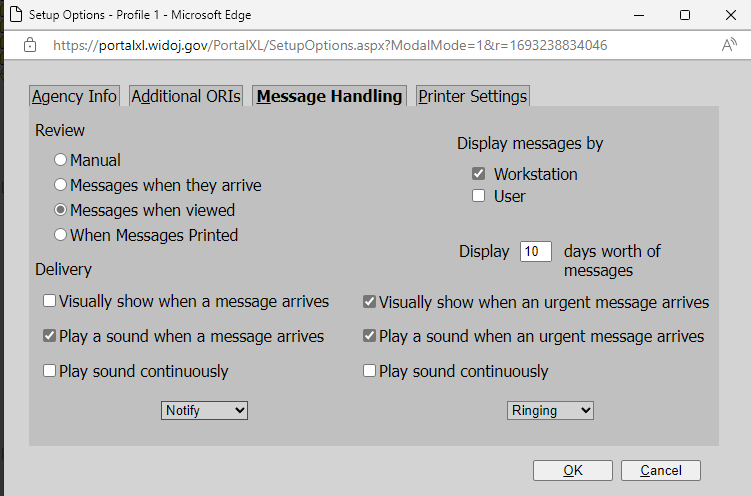 Setup Options - Profile 1 - Microsoft Edge
https://portalxl.widoj.gov/PortalXL/SetupOptions.aspx?ModalMode=1&r=1693238834046
Agency Info Additional ORIs Message Handling Printer Settings
Review
Manual
Messages when they arrive
Messages when viewed
When Messages Printed
Display messages by
Workstation
User
Display 10 days worth of
messages
Delivery
Visually show when a message arrives
Play a sound when a message arrives
Play sound continuously
Notify
Visually show when an urgent message arrives
Play a sound when an urgent message arrives
Play sound continuously
Ringing
OK Cancel